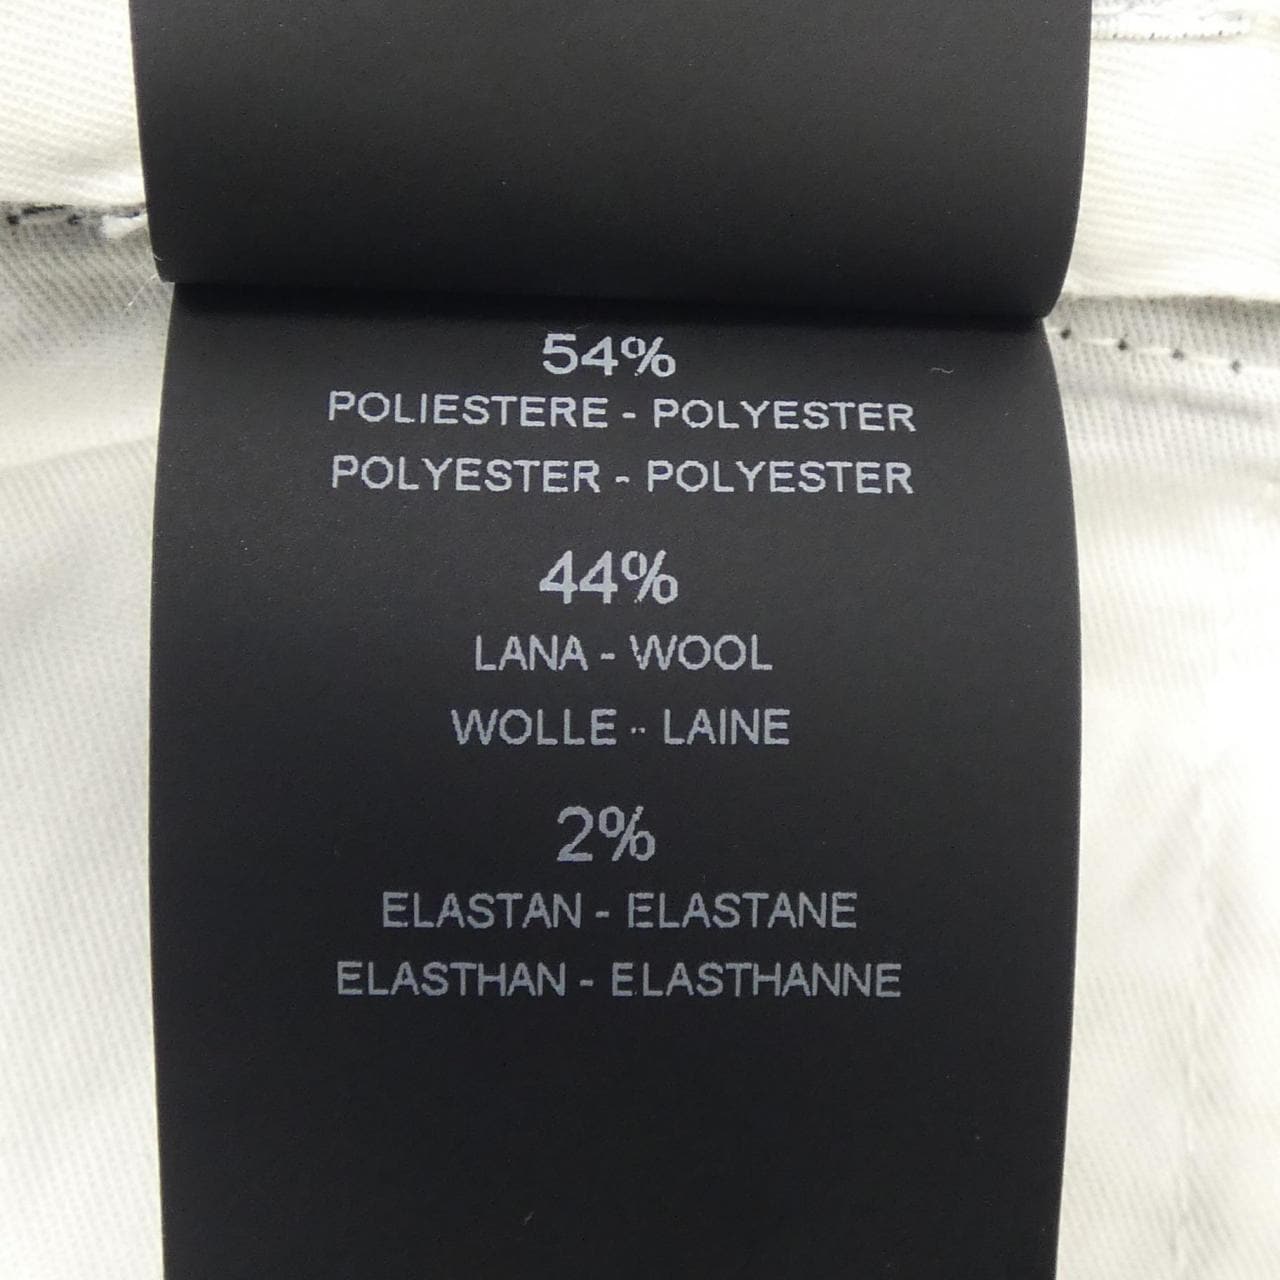 54%
POLIESTERE - POLYESTER
POLYESTER - POLYESTER
44%
LANA - WOOL
WOLLE - LAINE
2%
ELASTAN - ELASTANE
ELASTHAN - ELASTHANNE